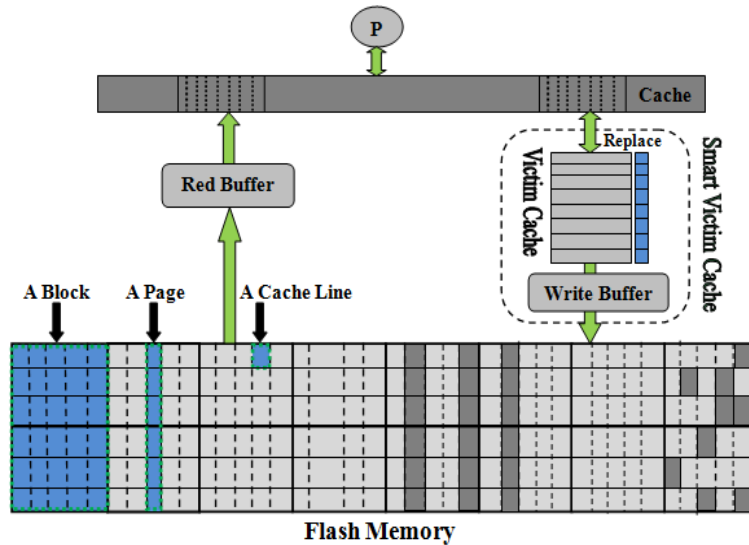 P
Cache
Replace
Victim Cache
Smart Victim Cache
Red Buffer
Write Buffer
A Block
A Page
A Cache Line
Flash Memory